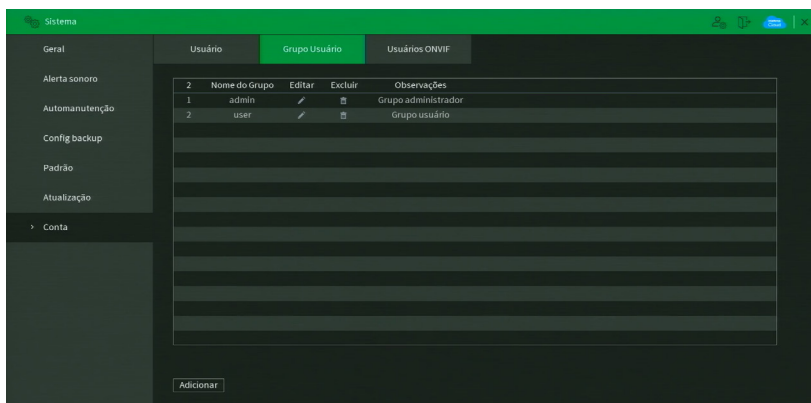 Sistema
Geral
Alerta sonoro
Automanutenção
Config backup
Padrão
Atualização
> Conta
Usuário Grupo Usuário Usuários ONVIF
2 Nome do Grupo Editar Excluir Observações
1 admin Grupo administrador
2 user Grupo usuário
Adicionar